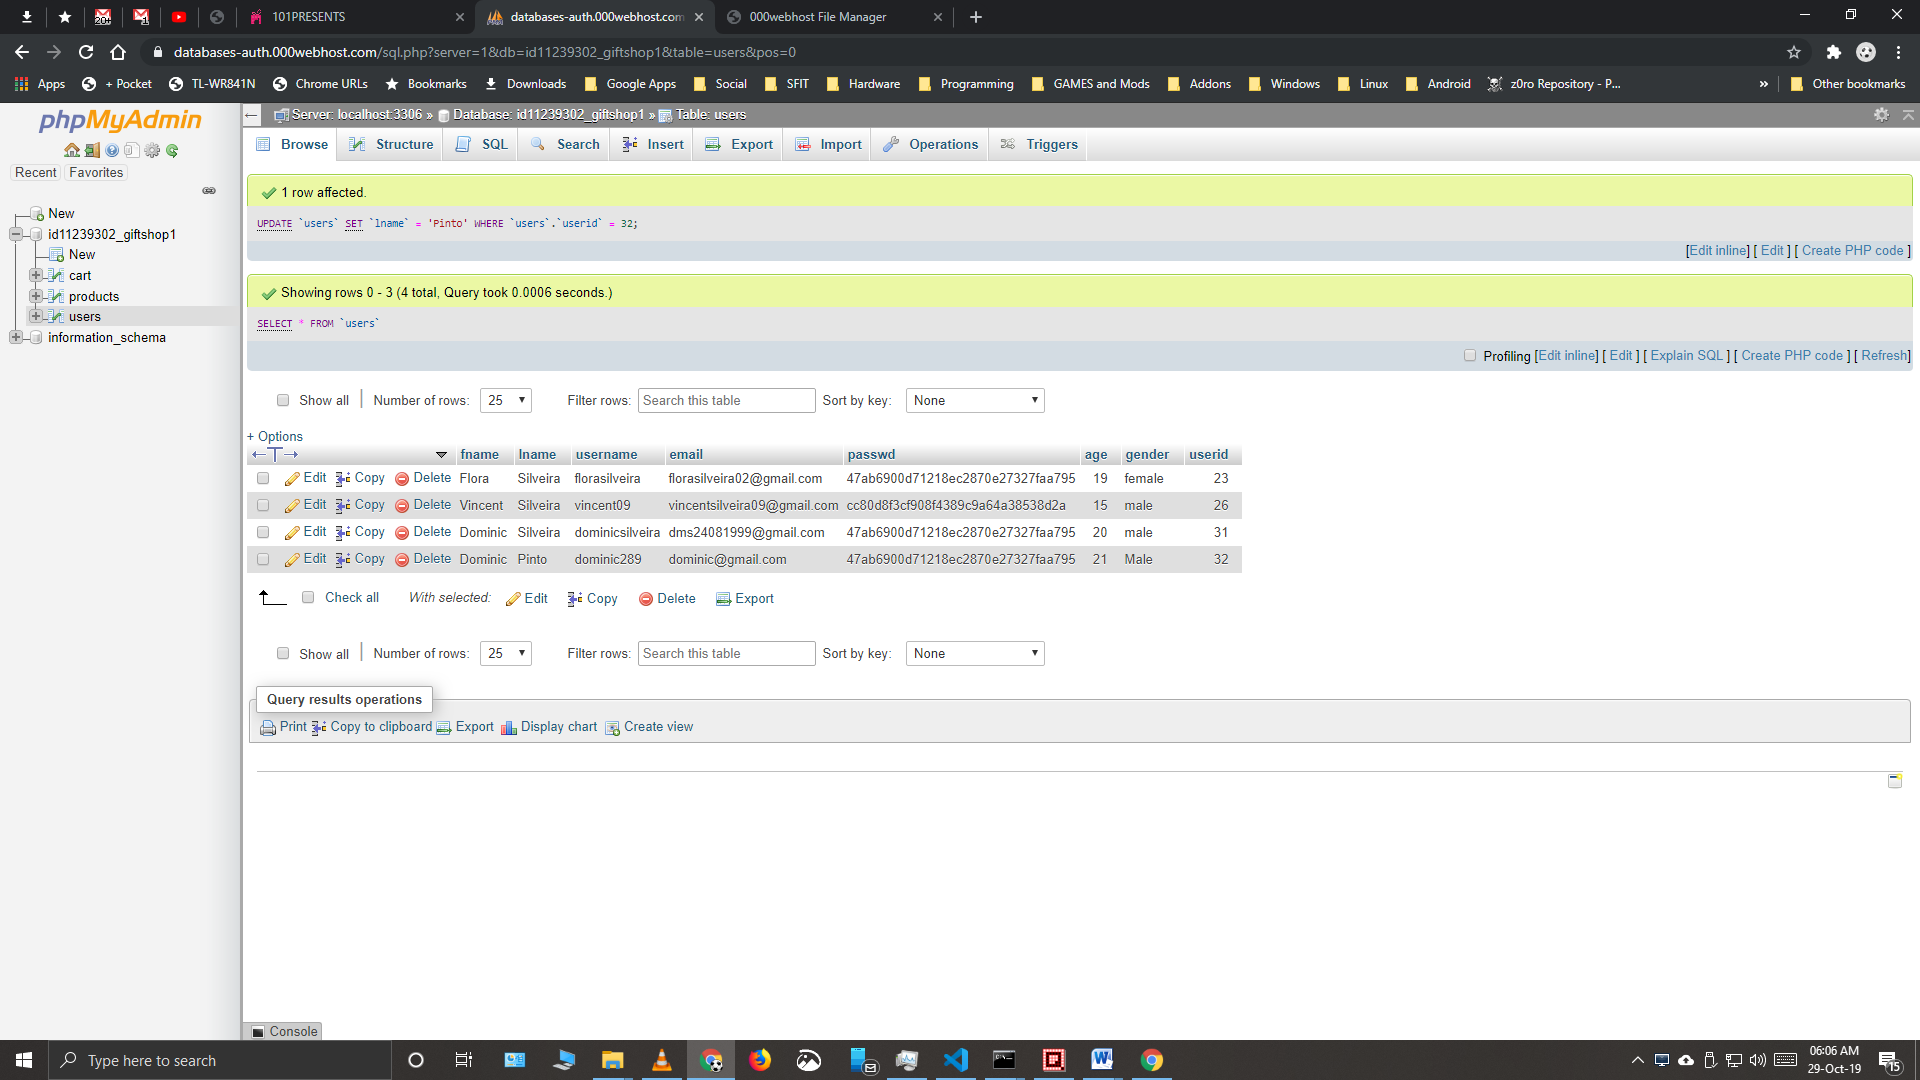 20+
1
101PRESENTS
databases-auth.000webhost.com
000webhost File Manager
databases-auth.000webhost.com/sql.php?server=1&db=id11239302_giftshop1&table=users&pos=0
Apps + Pocket TL-WR841N Chrome URLs Bookmarks Downloads Google Apps Social SFIT Hardware Programming GAMES and Mods Addons Windows Linux Android z0ro Repository - P... » Other bookmarks
phpMyAdmin
Recent Favorites
New
id11239302_giftshop1
New
cart
products
users
information_schema
Server: localhost:3306 » Database: id11239302_giftshop1 » Table: users
Browse Structure SQL Search Insert Export Import Operations Triggers
1 row affected.
UPDATE `users` SET `lname` = 'Pinto' WHERE `users`.`userid` = 32;
[Edit inline] [ Edit ] [ Create PHP code ]
Showing rows 0 - 3 (4 total, Query took 0.0006 seconds.)
SELECT * FROM `users`
Profiling [Edit inline] [ Edit ] [ Explain SQL ] [ Create PHP code ] [ Refresh]
Show all Number of rows: 25 Filter rows: Search this table Sort by key: None
+ Options
fname lname username email passwd age gender userid
Edit Copy Delete Flora Silveira florasilveira florasilveira02@gmail.com 47ab6900d71218ec2870e27327faa795 19 female 23
Edit Copy Delete Vincent Silveira vincent09 vincentsilveira09@gmail.com cc80d8f3cf908f4389c9a64a38538d2a 15 male 26
Edit Copy Delete Dominic Silveira dominicsilveira dms24081999@gmail.com 47ab6900d71218ec2870e27327faa795 20 male 31
Edit Copy Delete Dominic Pinto dominic289 dominic@gmail.com 47ab6900d71218ec2870e27327faa795 21 Male 32
Check all With selected: Edit Copy Delete Export
Show all Number of rows: 25 Filter rows: Search this table Sort by key: None
Query results operations
Print Copy to clipboard Export Display chart Create view
Console
Type here to search
06:06 AM
29-Oct-19
15